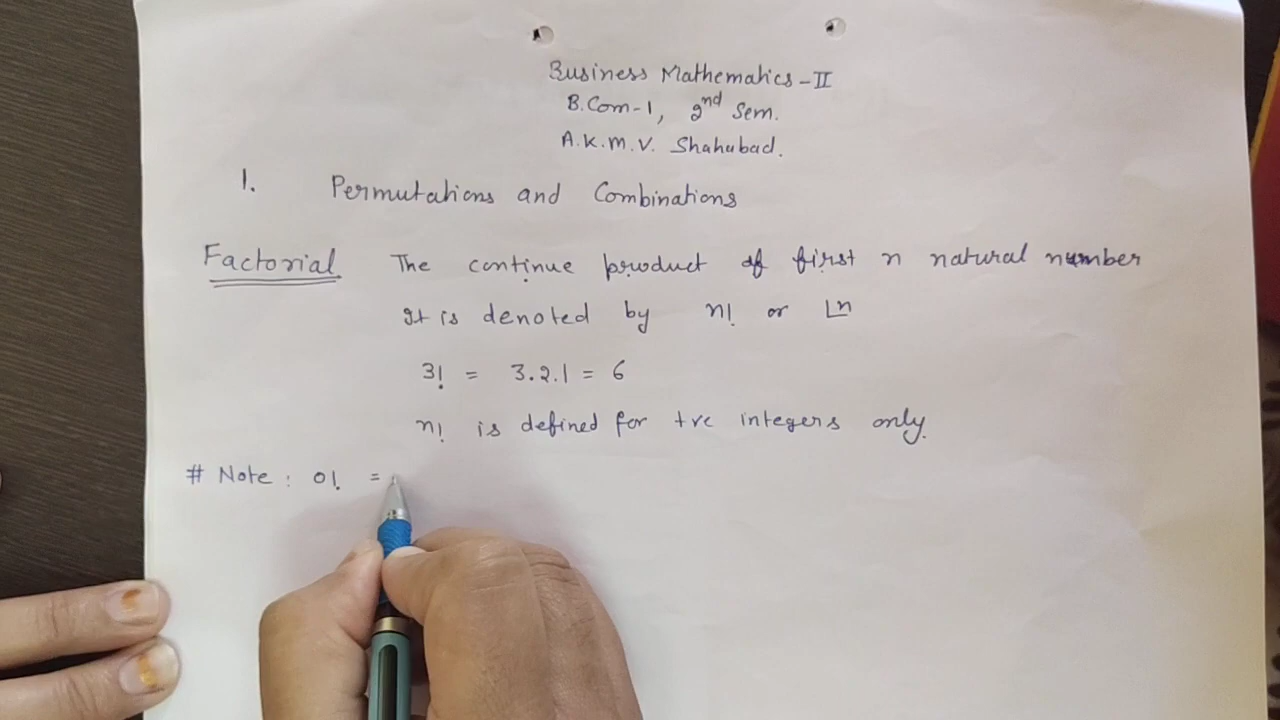 Business Mathematics-II
B.Com-1, 2nd Sem.
A.K.M.V. Shahabad.
1. Permutations and Combinations
Factorial The continue product of first n natural number
It is denoted by n! or ⌊n
3! = 3.2.1 = 6
n! is defined for +ve integers only.
# Note : 0! =